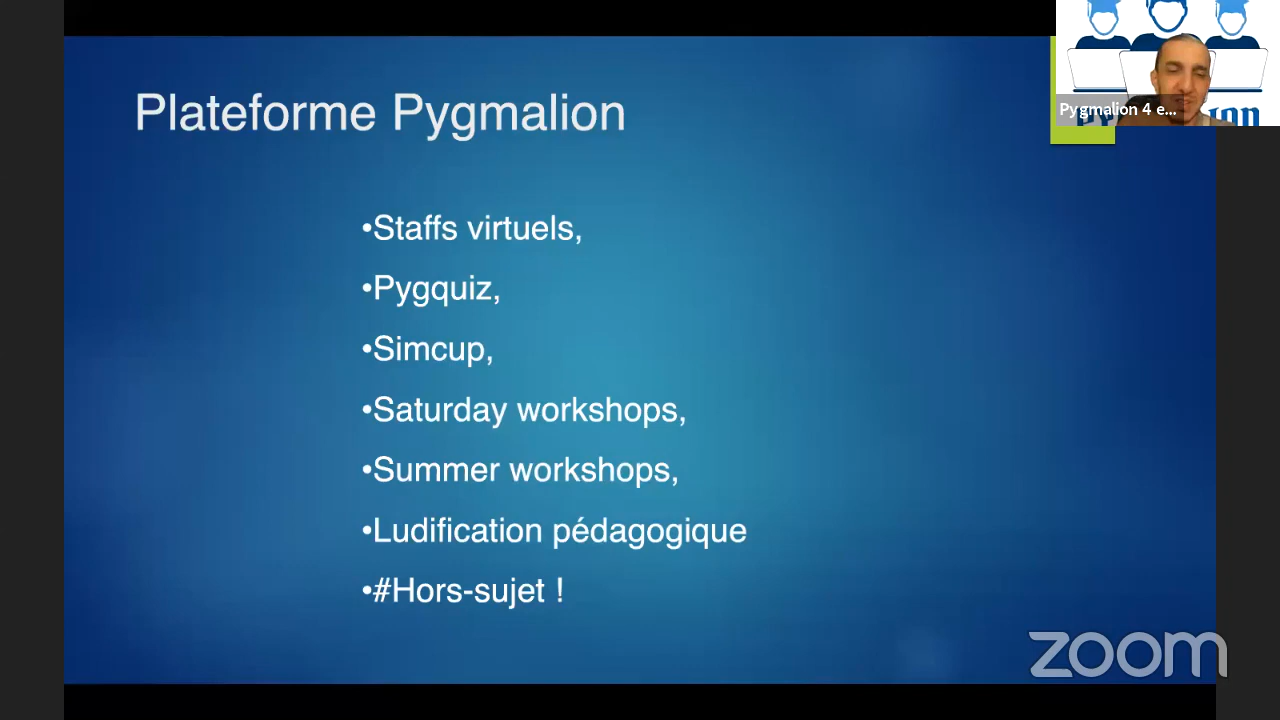 Plateforme Pygmalion
Pygmalion 4 e...
•Staffs virtuels,
•Pygquiz,
•Simcup,
•Saturday workshops,
•Summer workshops,
•Ludification pédagogique
•#Hors-sujet !
zoom